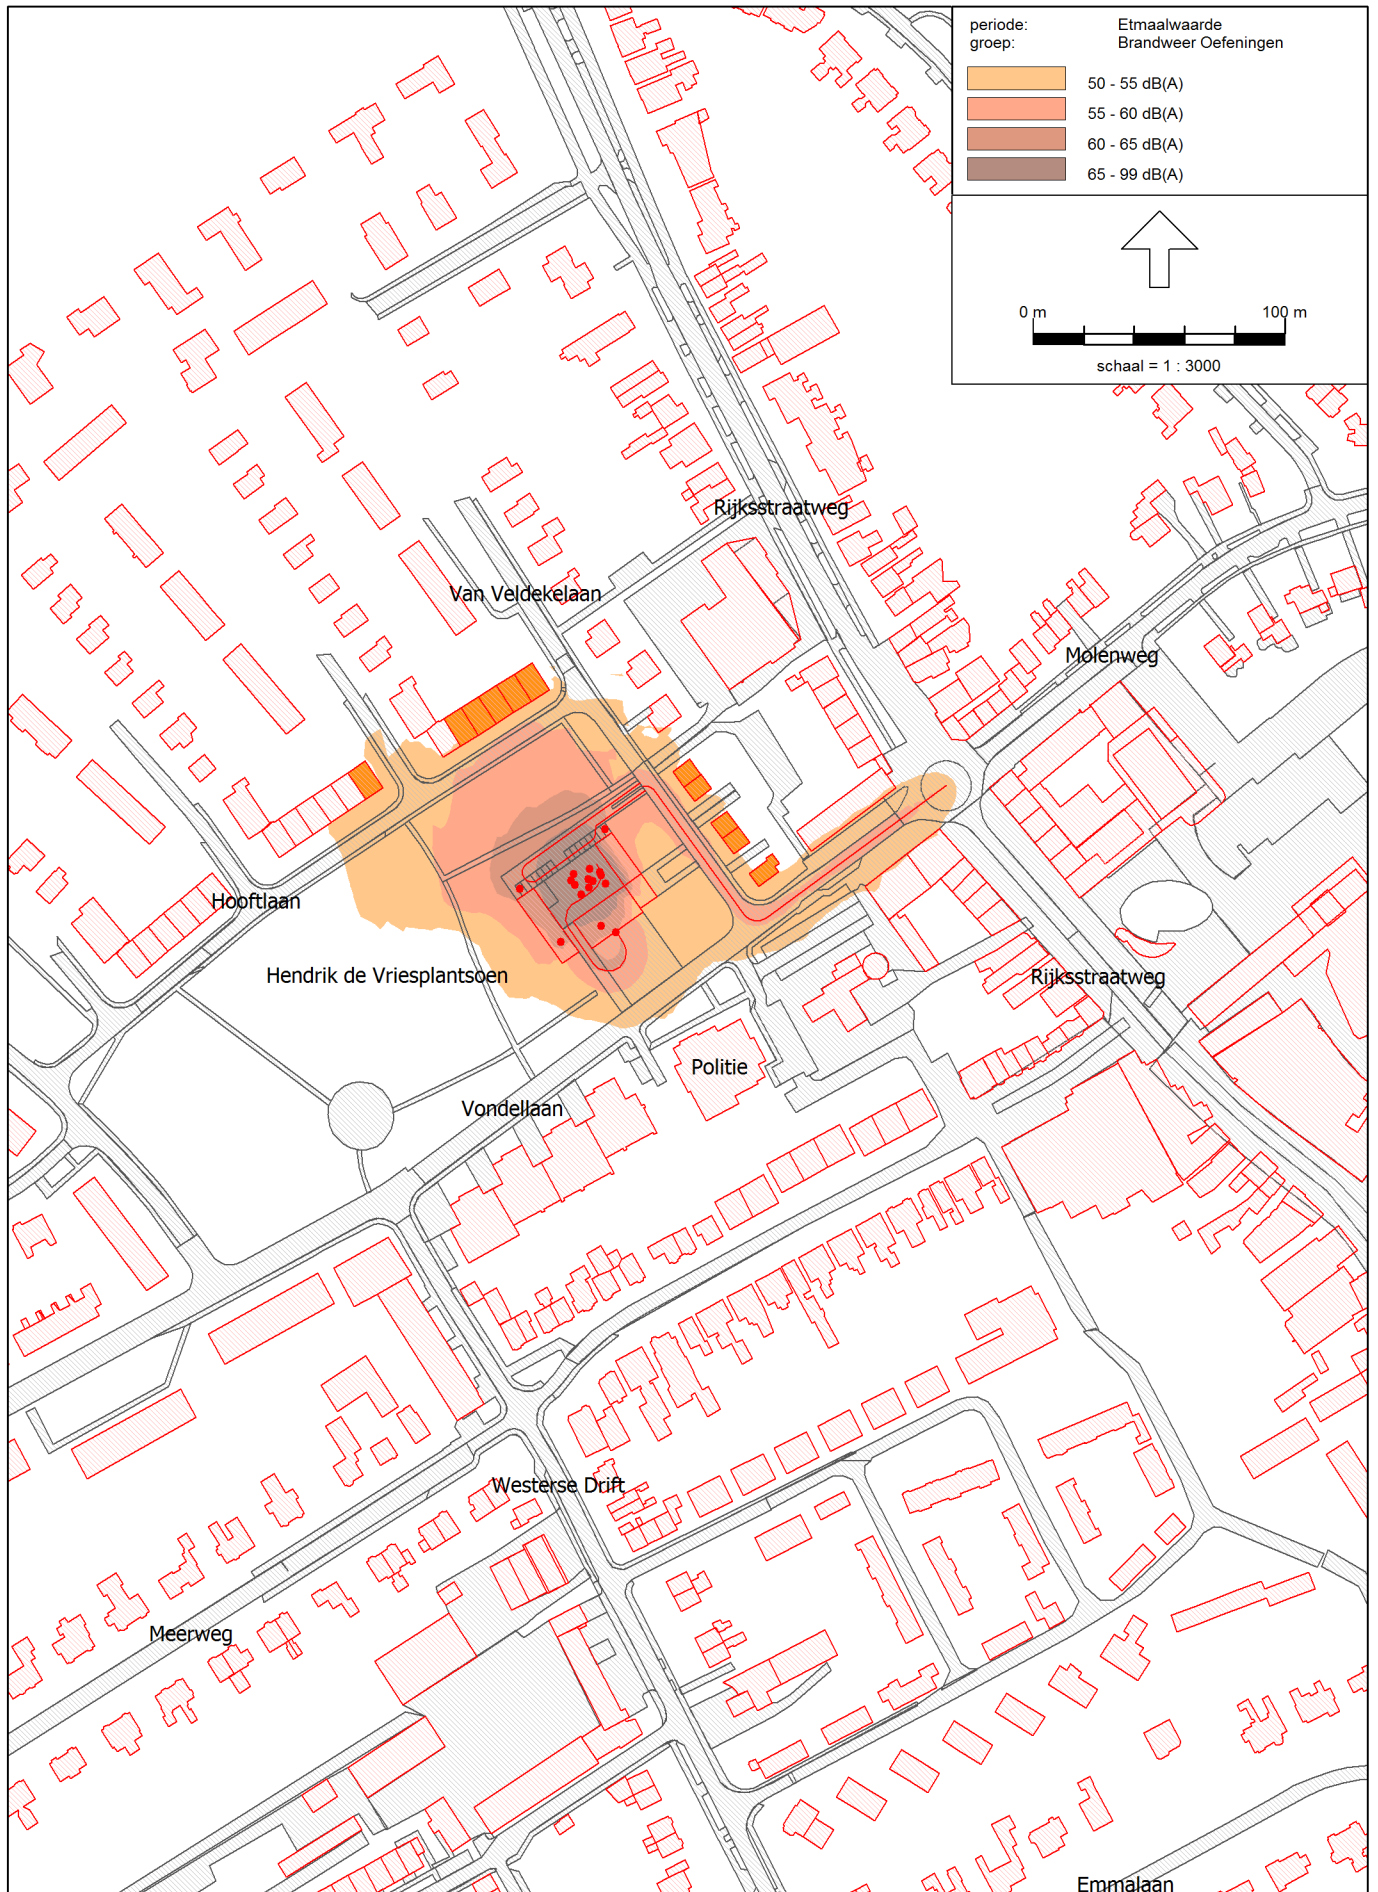 periode: Etmaalwaarde
groep: Brandweer Oefeningen
50 - 55 dB(A)
55 - 60 dB(A)
60 - 65 dB(A)
65 - 99 dB(A)
0 m 100 m
schaal = 1 : 3000
Rijksstraatweg
Van Veldekelaan
Molenweg
Hooftlaan
Hendrik de Vriesplantsoen
Rijksstraatweg
Politie
Vondellaan
Westerse Drift
Meerweg
Emmalaan